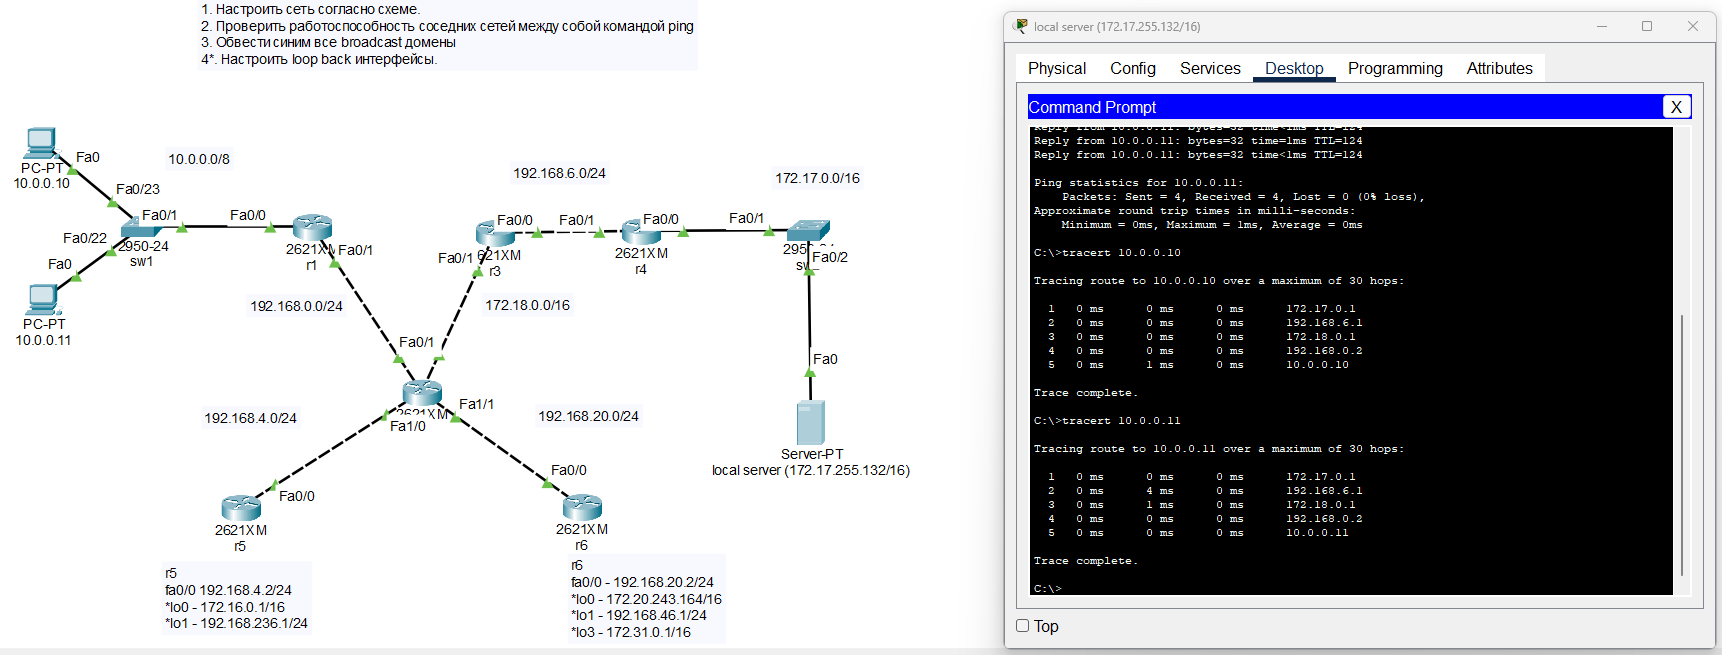 1. Настроить сеть согласно схеме.
2. Проверить работоспособность соседних сетей между собой командой ping
3. Обвести синим все broadcast домены
4*. Настроить loop back интерфейсы.
PC-PT
10.0.0.10
Fa0
10.0.0.0/8
Fa0/23
Fa0/1
Fa0/0
Fa0/22
2950-24
sw1
Fa0
PC-PT
10.0.0.11
2621XM
r1
Fa0/1
192.168.0.0/24
192.168.6.0/24
172.17.0.0/16
Fa0/0
Fa0/1
Fa0/0
Fa0/1
Fa0/1
621XM
r3
2621XM
r4
Fa0/2
172.18.0.0/16
Fa0/1
2621XM
Fa1/1
Fa1/0
192.168.4.0/24
192.168.20.0/24
Fa0
Server-PT
local server (172.17.255.132/16)
Fa0/0
2621XM
r5
Fa0/0
2621XM
r6
r5
fa0/0 192.168.4.2/24
*lo0 - 172.16.0.1/16
*lo1 - 192.168.236.1/24
r6
fa0/0 - 192.168.20.2/24
*lo0 - 172.20.243.164/16
*lo1 - 192.168.46.1/24
*lo3 - 172.31.0.1/16
local server (172.17.255.132/16)
Physical Config Services Desktop Programming Attributes
Command Prompt
X
Reply from 10.0.0.11: bytes=32 time<1ms TTL=124
Reply from 10.0.0.11: bytes=32 time=1ms TTL=124
Reply from 10.0.0.11: bytes=32 time<1ms TTL=124
Ping statistics for 10.0.0.11:
Packets: Sent = 4, Received = 4, Lost = 0 (0% loss),
Approximate round trip times in milli-seconds:
Minimum = 0ms, Maximum = 1ms, Average = 0ms
C:\>tracert 10.0.0.10
Tracing route to 10.0.0.10 over a maximum of 30 hops:
1 0 ms 0 ms 0 ms 172.17.0.1
2 0 ms 0 ms 0 ms 192.168.6.1
3 0 ms 0 ms 0 ms 172.18.0.1
4 0 ms 0 ms 0 ms 192.168.0.2
5 0 ms 1 ms 0 ms 10.0.0.10
Trace complete.
C:\>tracert 10.0.0.11
Tracing route to 10.0.0.11 over a maximum of 30 hops:
1 0 ms 0 ms 0 ms 172.17.0.1
2 0 ms 4 ms 0 ms 192.168.6.1
3 0 ms 1 ms 0 ms 172.18.0.1
4 0 ms 0 ms 0 ms 192.168.0.2
5 0 ms 0 ms 0 ms 10.0.0.11
Trace complete.
C:\>
Top